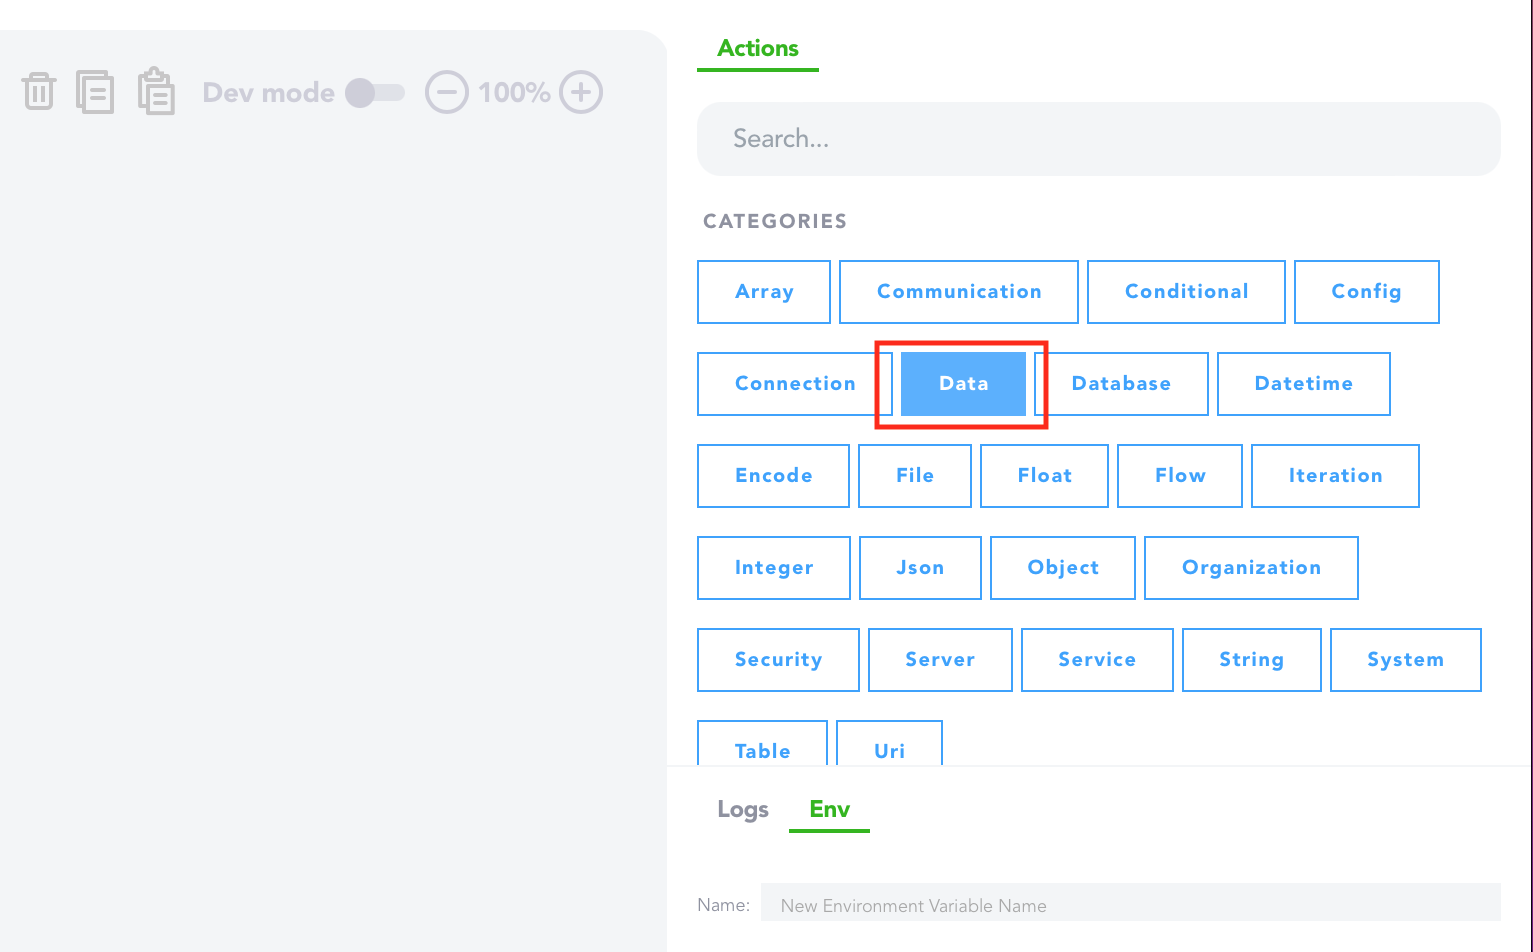 Dev mode 100%
Actions
Search...
CATEGORIES
Array Communication Conditional Config
Connection Data Database Datetime
Encode File Float Flow Iteration
Integer Json Object Organization
Security Server Service String System
Table Uri
Logs Env
Name: New Environment Variable Name